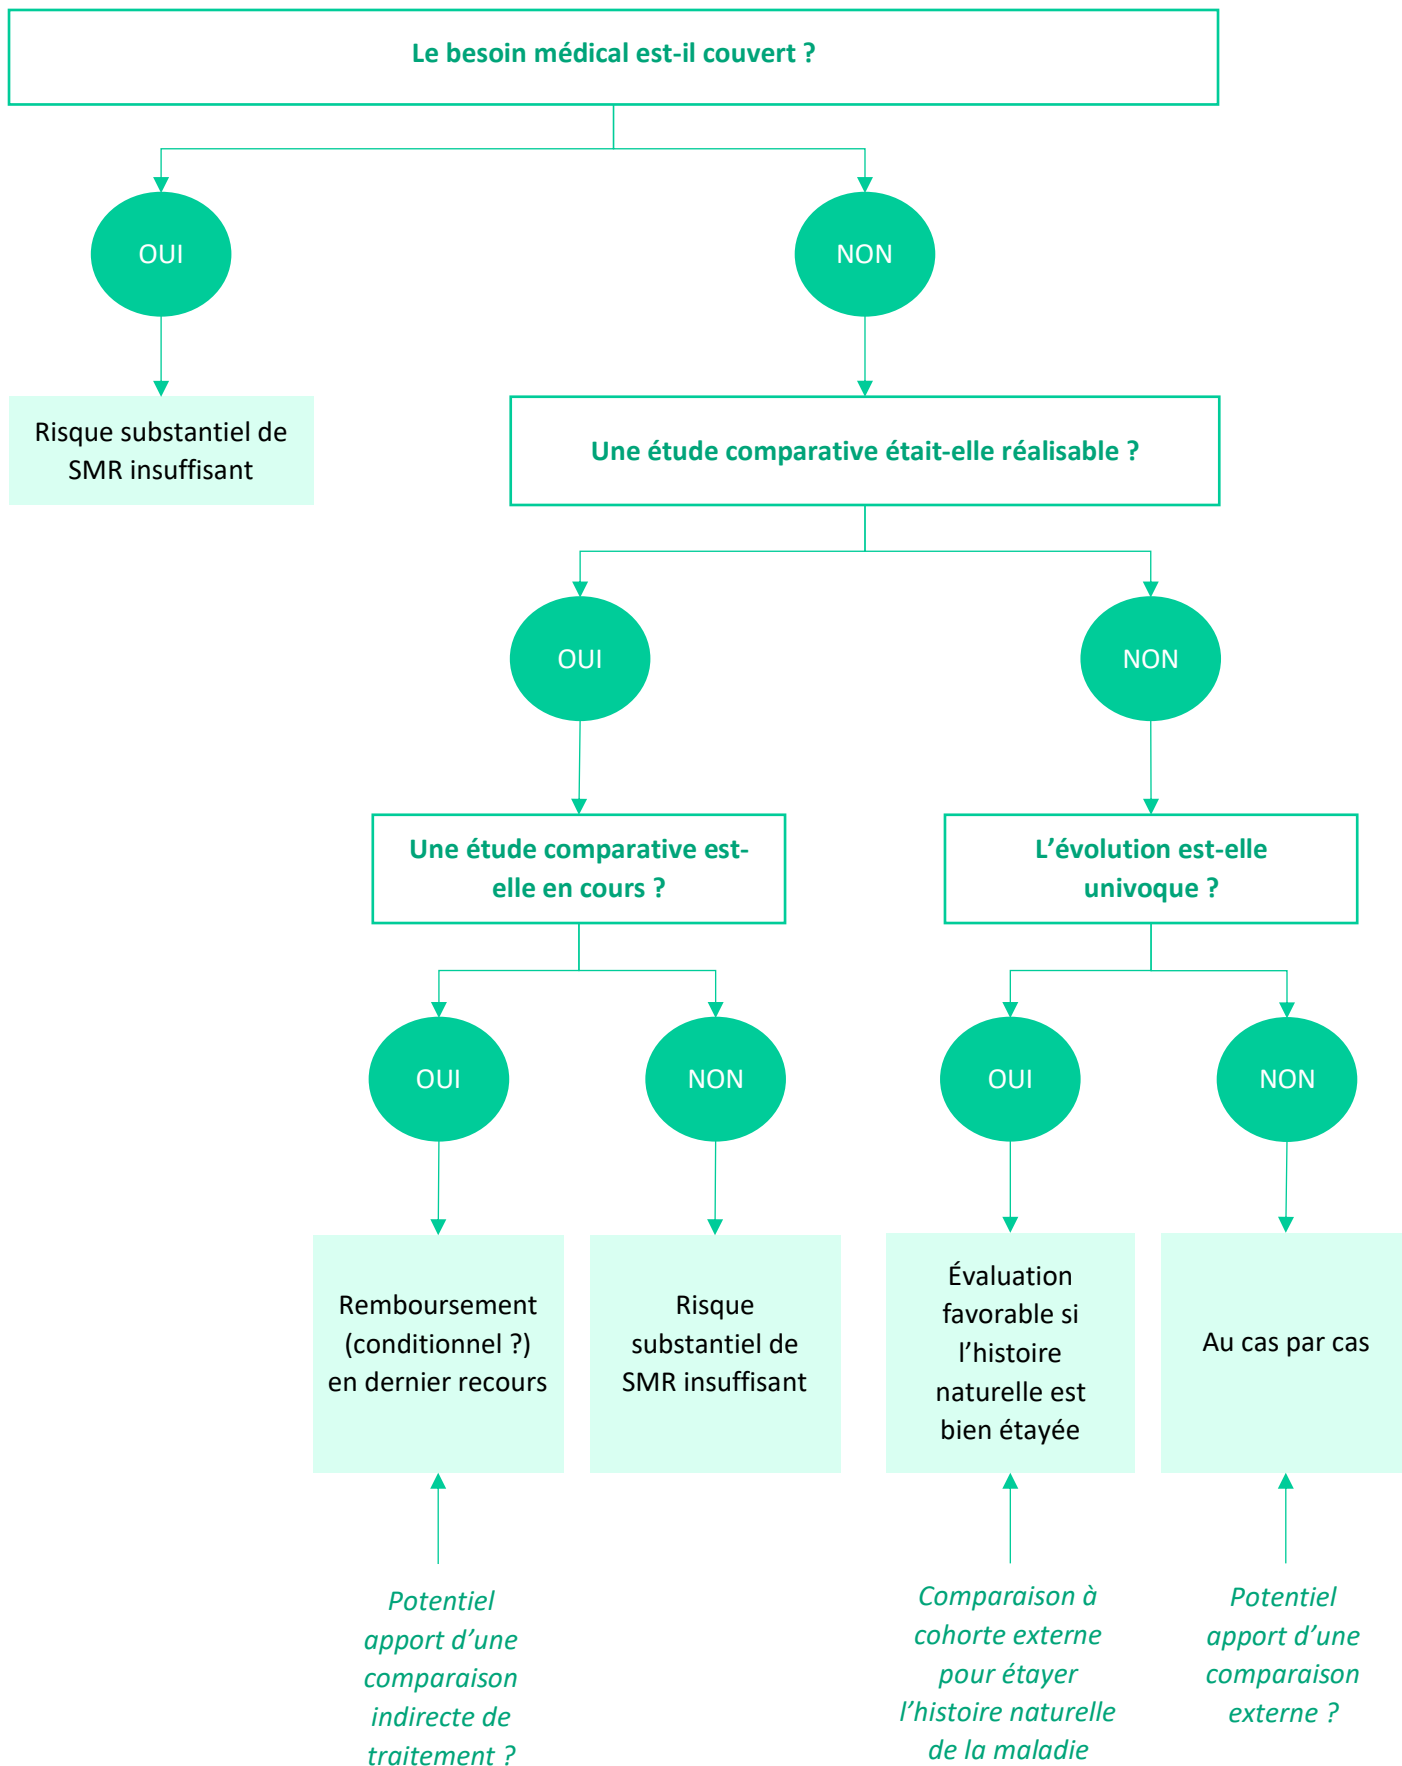 Le besoin médical est-il couvert ?
OUI
NON
Risque substantiel de
SMR insuffisant
Une étude comparative était-elle réalisable ?
OUI
NON
Une étude comparative est-
elle en cours ?
L’évolution est-elle
univoque ?
OUI
NON
OUI
NON
Remboursement
(conditionnel ?)
en dernier recours
Risque
substantiel de
SMR insuffisant
Évaluation
favorable si
l’histoire
naturelle est
bien étayée
Au cas par cas
Potentiel
apport d’une
comparaison
indirecte de
traitement ?
Comparaison à
cohorte externe
pour étayer
l’histoire naturelle
de la maladie
Potentiel
apport d’une
comparaison
externe ?